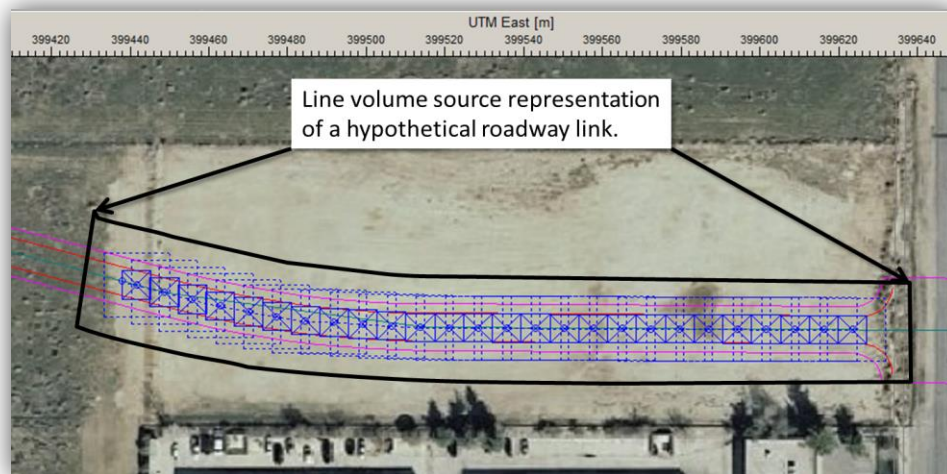 UTM East [m]
399420 399440 399460 399480 399500 399520 399540 399560 399580 399600 399620 399640
Line volume source representation
of a hypothetical roadway link.